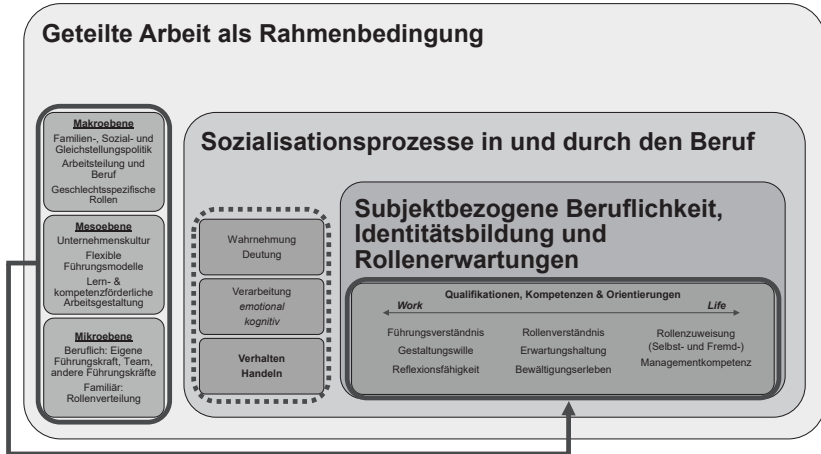 Geteilte Arbeit als Rahmenbedingung
Makroebene
Familien-, Sozial- und
Gleichstellungspolitik
Arbeitsteilung und
Beruf
Geschlechtsspezifische
Rollen
Mesoebene
Unternehmenskultur
Flexible
Führungsmodelle
Lern- &
kompetenzförderliche
Arbeitsgestaltung
Mikroebene
Beruflich: Eigene
Führungskraft, Team,
andere Führungskräfte
Familiär:
Rollenverteilung
Sozialisationsprozesse in und durch den Beruf
Wahrnehmung
Deutung
Verarbeitung
emotional
kognitiv
Verhalten
Handeln
Subjektbezogene Beruflichkeit,
Identitätsbildung und
Rollenerwartungen
Qualifikationen, Kompetenzen & Orientierungen
Work
Life
Führungsverständnis
Gestaltungswille
Reflexionsfähigkeit
Rollenverständnis
Erwartungshaltung
Bewältigungserleben
Rollenzuweisung
(Selbst- und Fremd-)
Managementkompetenz